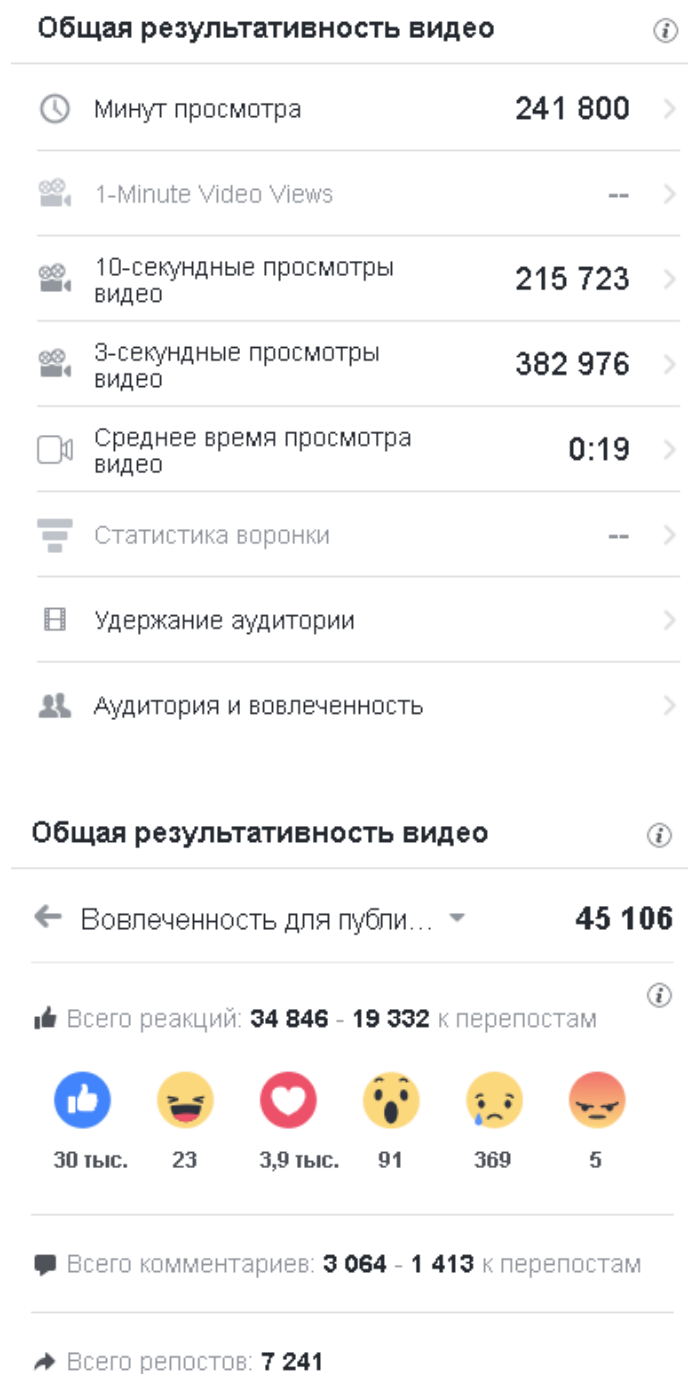 Общая результативность видео
Минут просмотра 241 800
1-Minute Video Views --
10-секундные просмотры
видео 215 723
3-секундные просмотры
видео 382 976
Среднее время просмотра
видео 0:19
Статистика воронки --
Удержание аудитории
Аудитория и вовлеченность
Общая результативность видео
Вовлеченность для публи... 45 106
Всего реакций: 34 846 - 19 332 к перепостам
30 тыс. 23 3,9 тыс. 91 369 5
Всего комментариев: 3 064 - 1 413 к перепостам
Всего репостов: 7 241